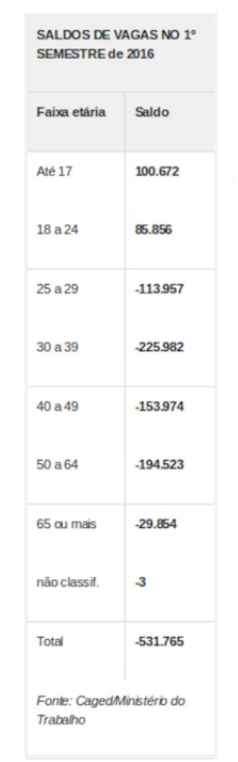 SALDOS DE VAGAS NO 1º
SEMESTRE de 2016
Faixa etária Saldo
Até 17 100.672
18 a 24 85.856
25 a 29 -113.957
30 a 39 -225.982
40 a 49 -153.974
50 a 64 -194.523
65 ou mais -29.854
não classif. -3
Total -531.765
Fonte: Caged/Ministério do
Trabalho